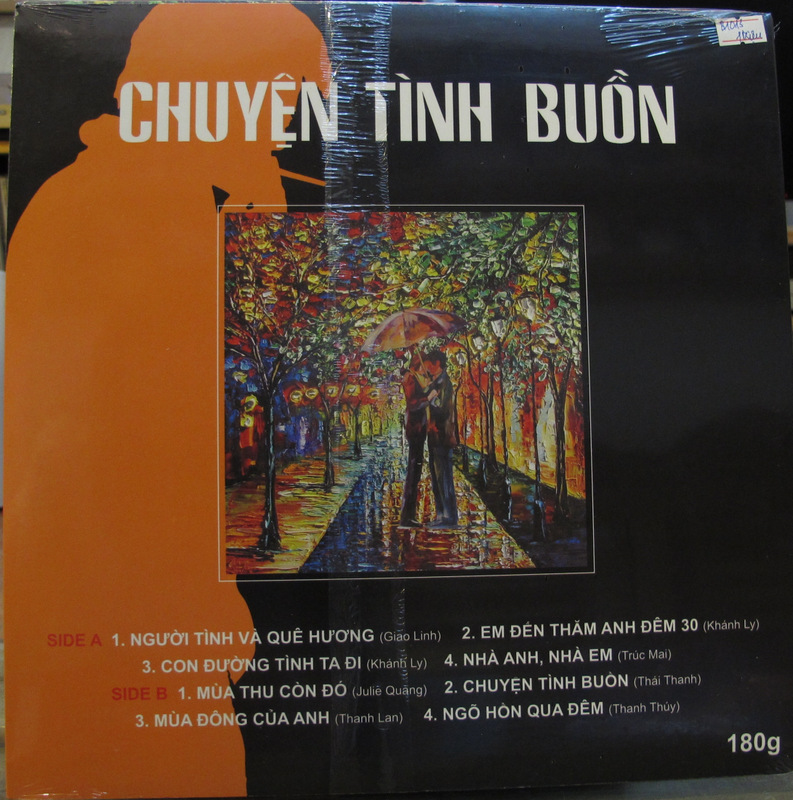 CHUYỆN TÌNH BUỒN
SIDE A 1. NGƯỜI TÌNH VÀ QUÊ HƯƠNG (Giao Linh) 2. EM ĐẾN THĂM ANH ĐÊM 30 (Khánh Ly)
3. CON ĐƯỜNG TÌNH TA ĐI (Khánh Ly) 4. NHÀ ANH, NHÀ EM (Trúc Mai)
SIDE B 1. MÙA THU CÒN ĐÓ (Julie Quang) 2. CHUYỆN TÌNH BUỒN (Thái Thanh)
3. MÙA ĐÔNG CỦA ANH (Thanh Lan) 4. NGÕ HỒN QUA ĐÊM (Thanh Thúy)
180g